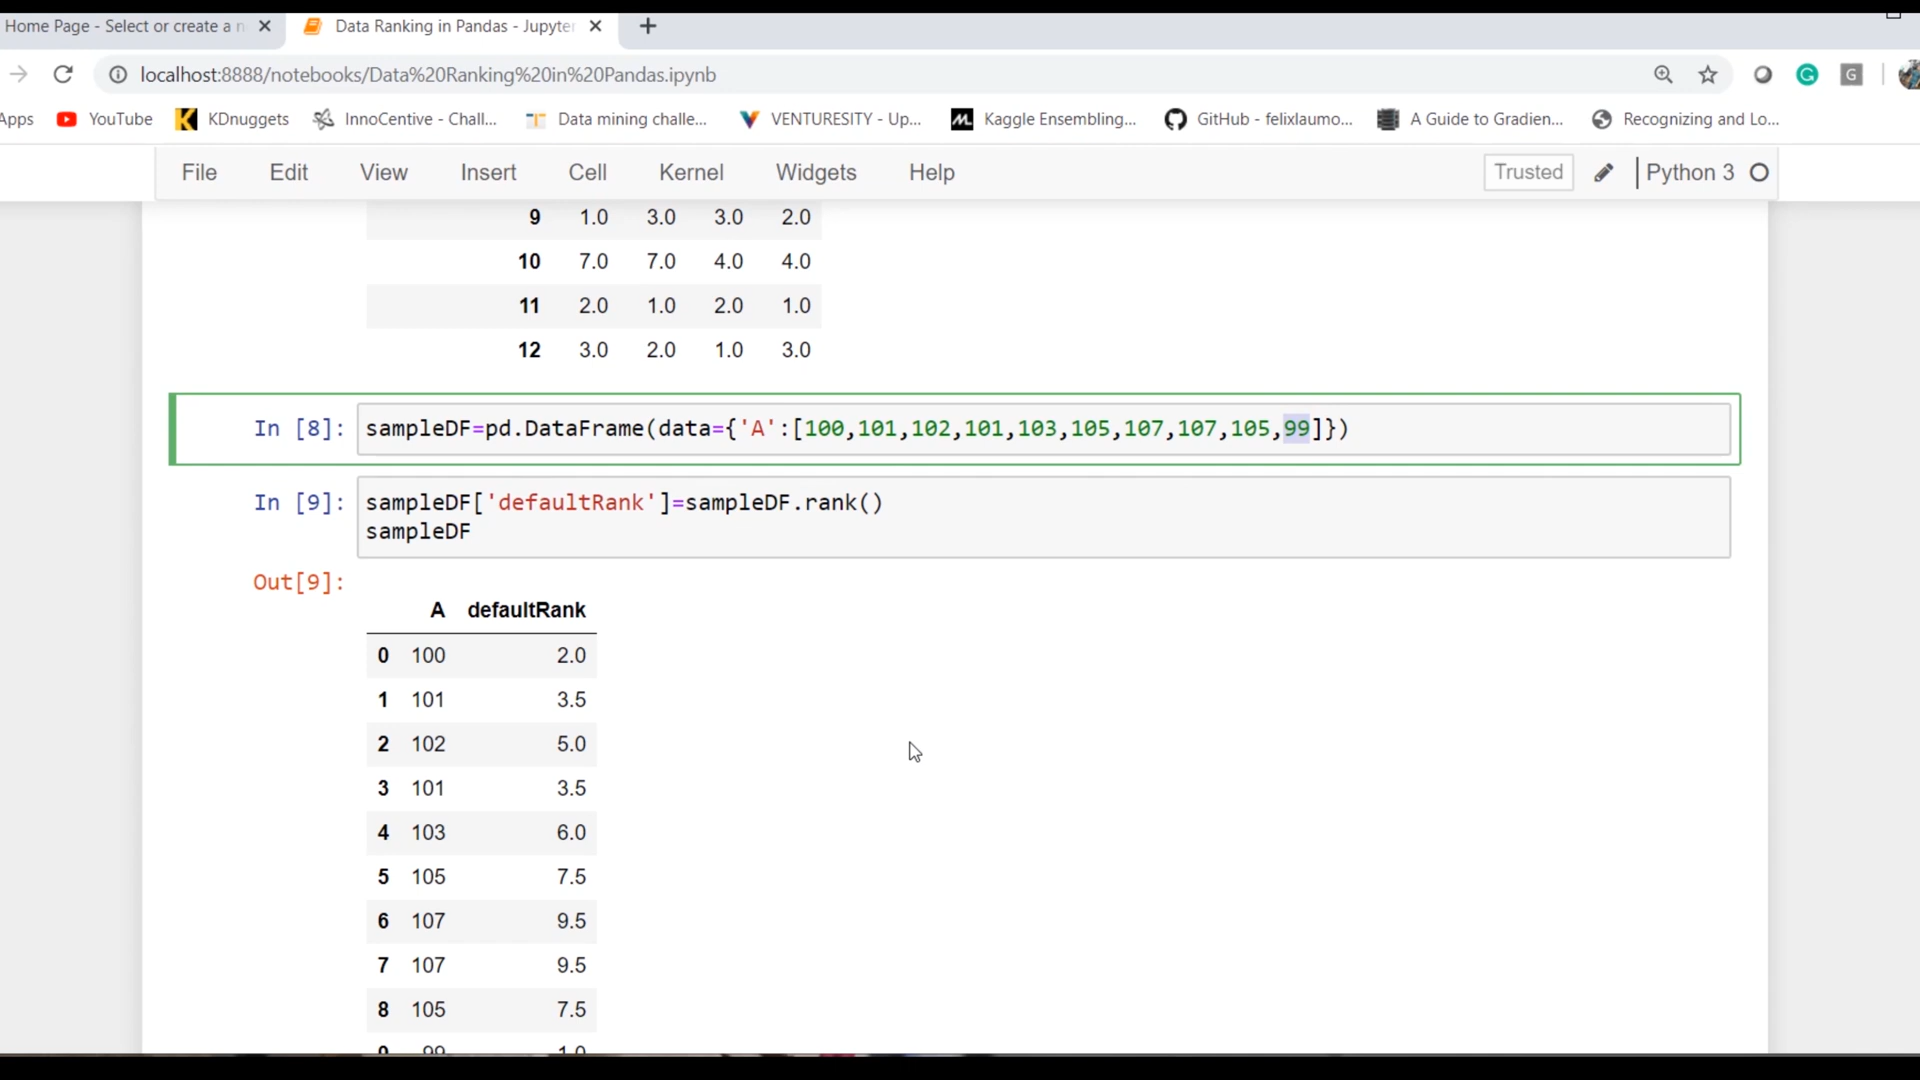 Home Page - Select or create a n
Data Ranking in Pandas - Jupyter
localhost:8888/notebooks/Data%20Ranking%20in%20Pandas.ipynb
Apps YouTube KDnuggets InnoCentive - Chall... Data mining challe... VENTURESITY - Up... Kaggle Ensembling... GitHub - felixlaumo... A Guide to Gradien... Recognizing and Lo...
File Edit View Insert Cell Kernel Widgets Help Trusted Python 3
9 1.0 3.0 3.0 2.0
10 7.0 7.0 4.0 4.0
11 2.0 1.0 2.0 1.0
12 3.0 2.0 1.0 3.0
In [8]: sampleDF=pd.DataFrame(data={'A':[100,101,102,101,103,105,107,107,105,99]})
In [9]: sampleDF['defaultRank']=sampleDF.rank()
sampleDF
Out[9]:
A defaultRank
0 100 2.0
1 101 3.5
2 102 5.0
3 101 3.5
4 103 6.0
5 105 7.5
6 107 9.5
7 107 9.5
8 105 7.5
9 99 1.0